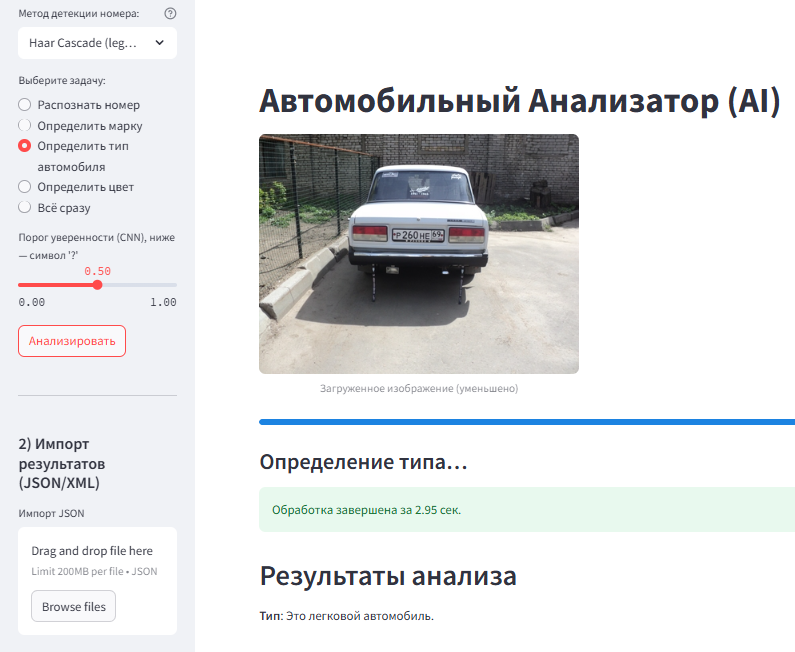 Метод детекции номера:
Haar Cascade (leg...
Выберите задачу:
Распознать номер
Определить марку
Определить тип
автомобиля
Определить цвет
Всё сразу
Порог уверенности (CNN), ниже
— символ '?'
0.50
0.00 1.00
Анализировать
2) Импорт
результатов
(JSON/XML)
Импорт JSON
Drag and drop file here
Limit 200MB per file • JSON
Browse files
Автомобильный Анализатор (AI)
Р260НЕ 69
Загруженное изображение (уменьшено)
Определение типа...
Обработка завершена за 2.95 сек.
Результаты анализа
Тип: Это легковой автомобиль.